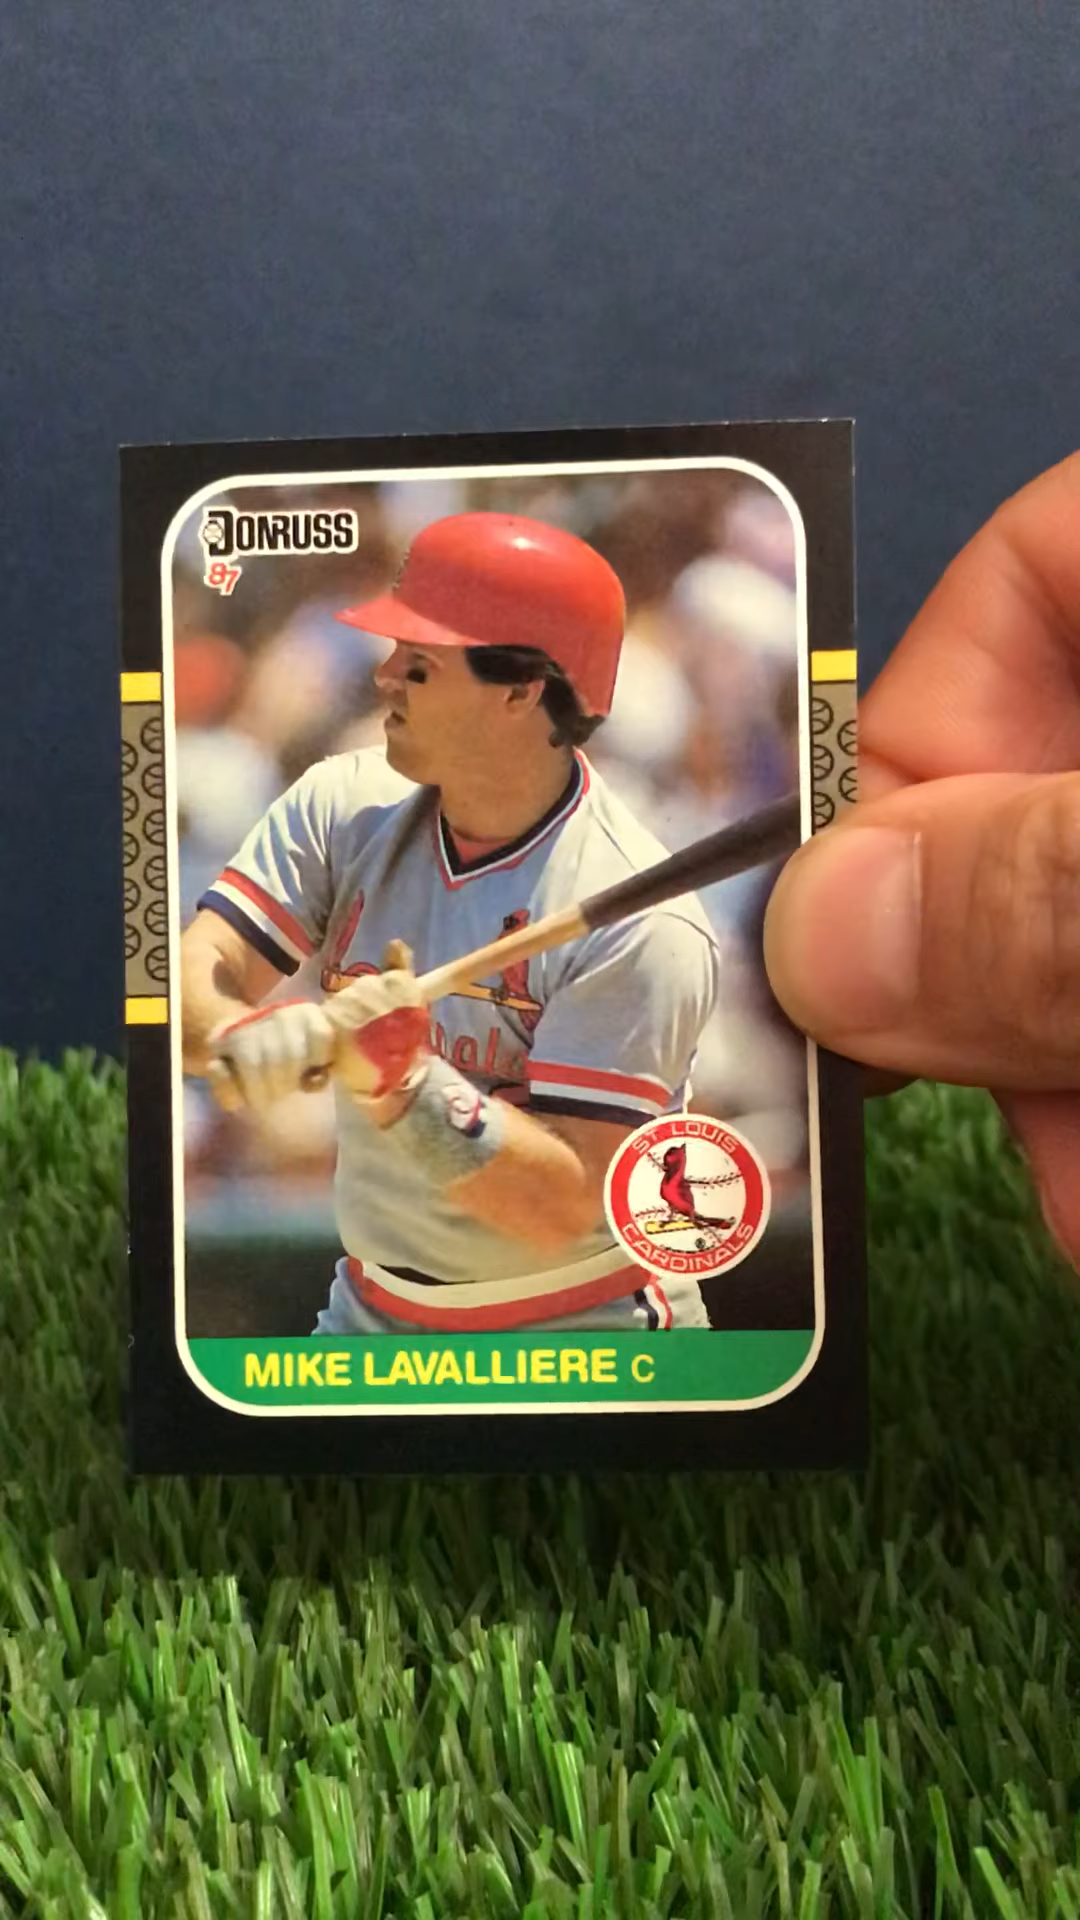 DONRUSS
87
ST. LOUIS
CARDINALS
MIKE LAVALLIERE C